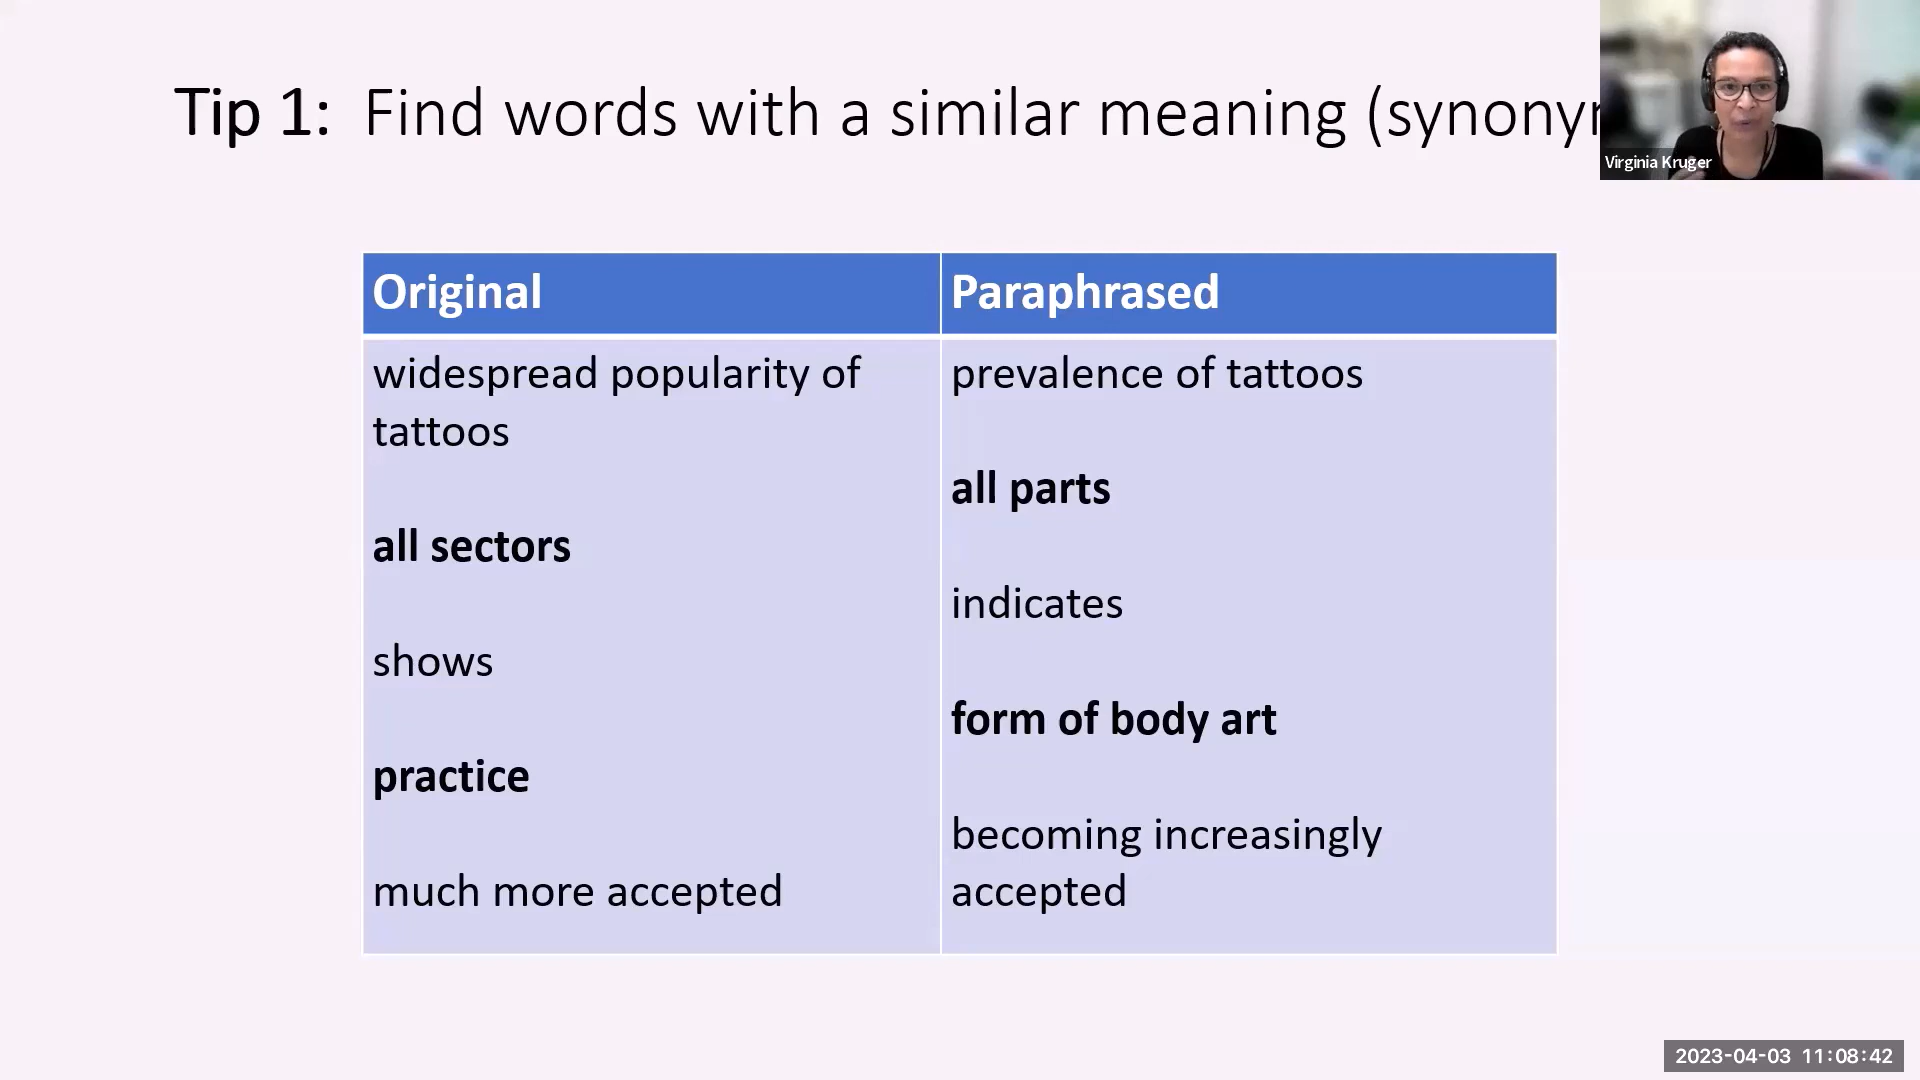 Tip 1: Find words with a similar meaning (synony
Virginia Kruger
Original
widespread popularity of
tattoos
all sectors
shows
practice
much more accepted
Paraphrased
prevalence of tattoos
all parts
indicates
form of body art
becoming increasingly
accepted
2023-04-03 11:08:42